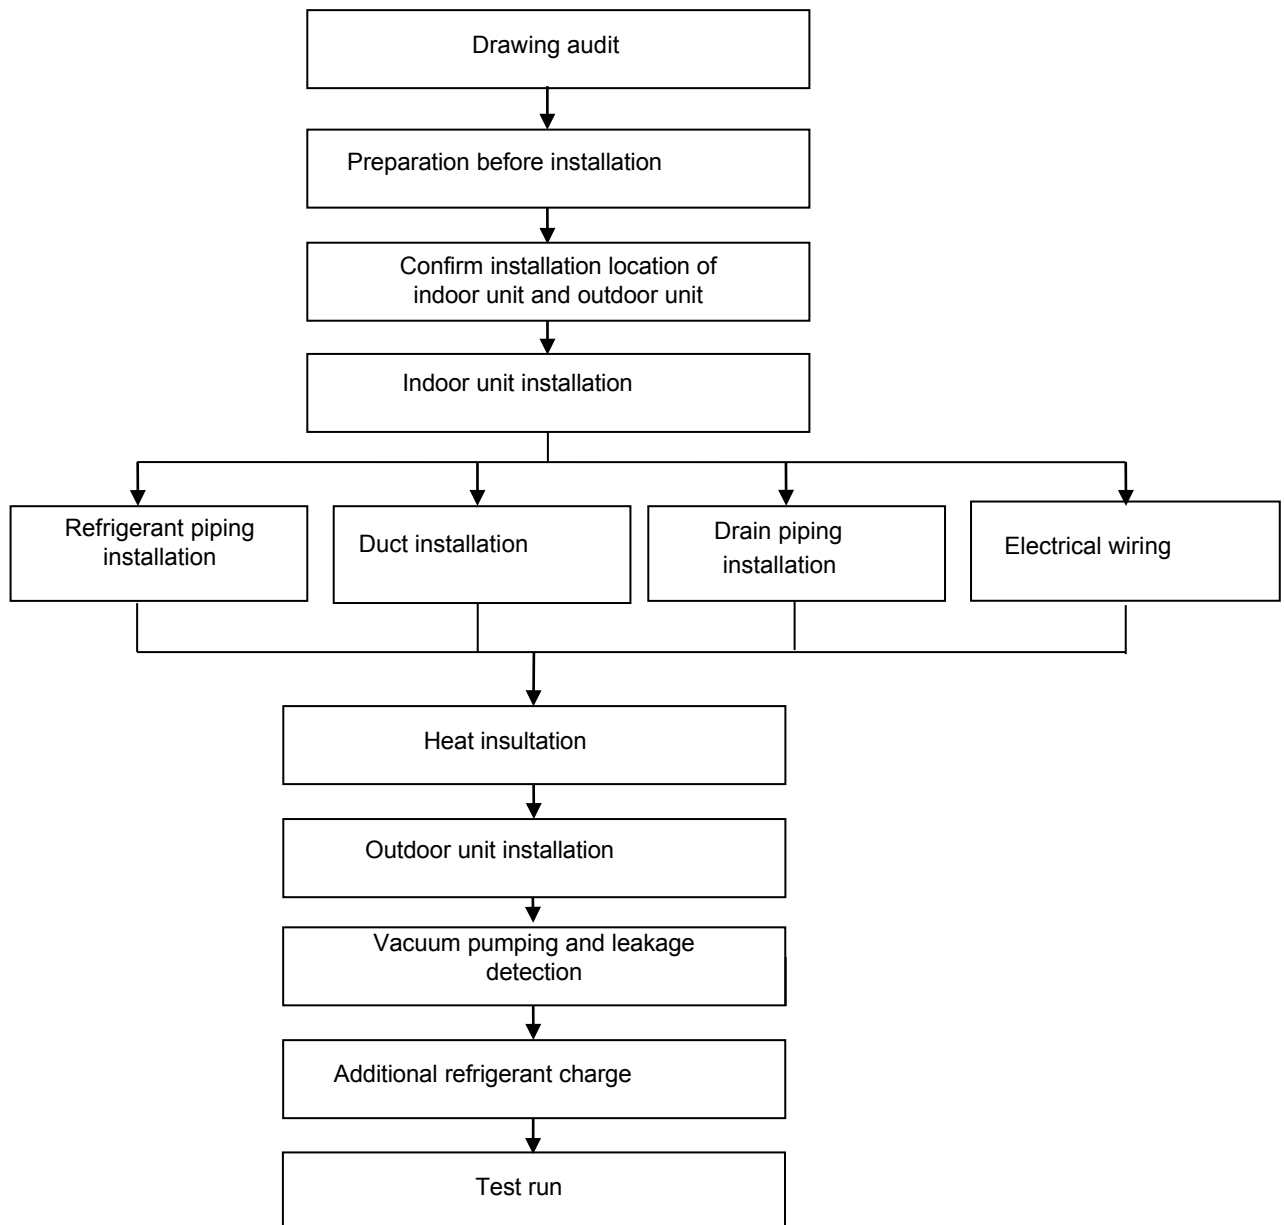 Drawing audit
Preparation before installation
Confirm installation location of
indoor unit and outdoor unit
Indoor unit installation
Refrigerant piping
installation
Duct installation
Drain piping
installation
Electrical wiring
Heat insultation
Outdoor unit installation
Vacuum pumping and leakage
detection
Additional refrigerant charge
Test run